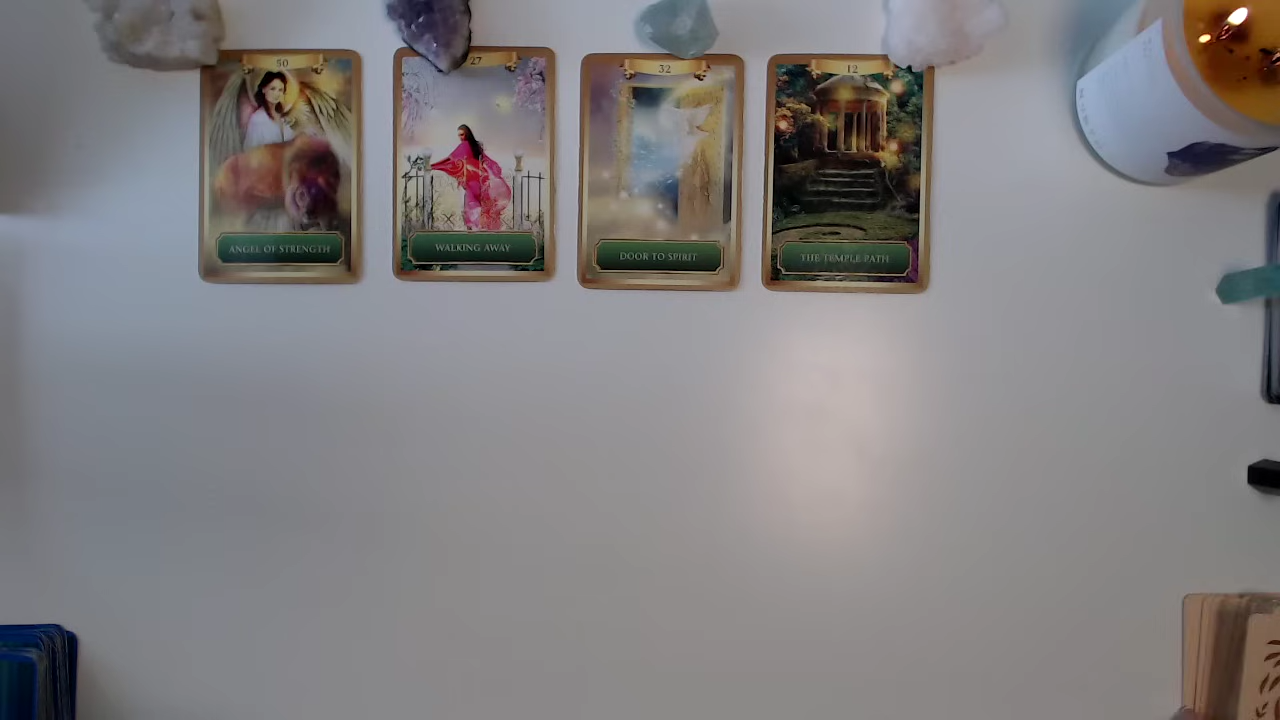 50
ANGEL OF STRENGTH
27
WALKING AWAY
32
DOOR TO SPIRIT
12
THE TEMPLE PATH